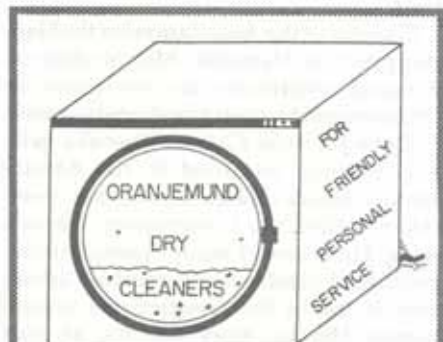 ORANJEMUND
DRY
CLEANERS
FOR
FRIENDLY
PERSONAL
SERVICE